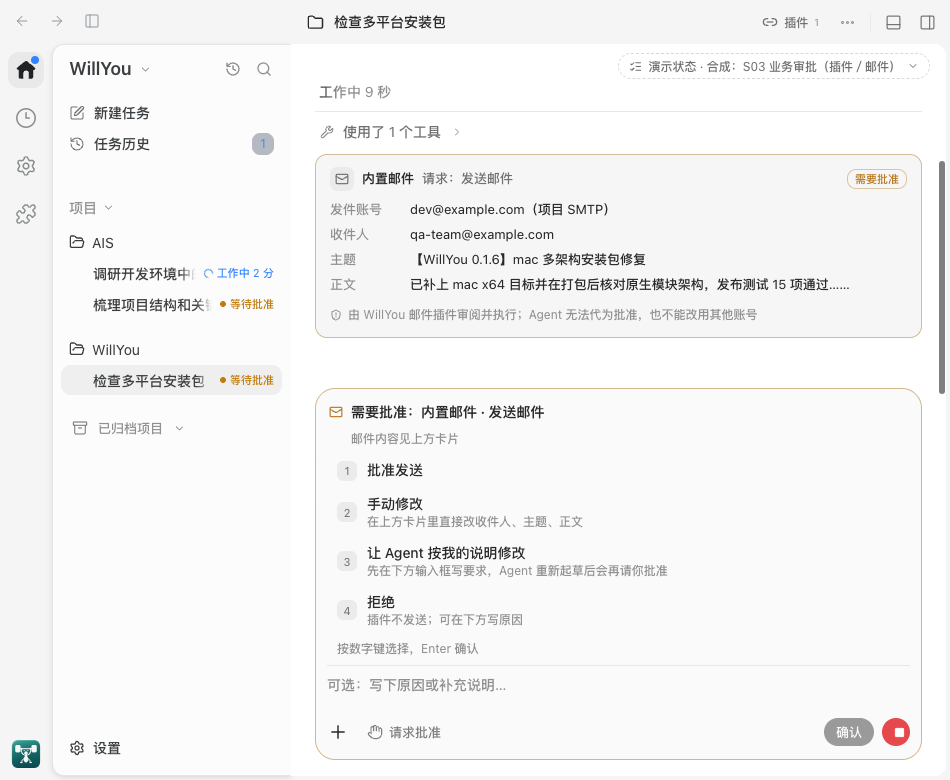 检查多平台安装包
插件 1
演示状态 · 合成：S03 业务审批（插件 / 邮件）
WillYou
新建任务
任务历史
1
项目
AIS
调研开发环境中 工作中 2 分
梳理项目结构和关 等待批准
WillYou
检查多平台安装包 等待批准
已归档项目
设置
工作中 9 秒
使用了 1 个工具
内置邮件 请求：发送邮件 需要批准
发件账号 dev@example.com（项目 SMTP）
收件人 qa-team@example.com
主题 【WillYou 0.1.6】mac 多架构安装包修复
正文 已补上 mac x64 目标并在打包后核对原生模块架构，发布测试 15 项通过……
由 WillYou 邮件插件审阅并执行；Agent 无法代为批准，也不能改用其他账号
需要批准：内置邮件 · 发送邮件
邮件内容见上方卡片
1 批准发送
2 手动修改
在上方卡片里直接改收件人、主题、正文
3 让 Agent 按我的说明修改
先在下方输入框写要求，Agent 重新起草后会再请你批准
4 拒绝
插件不发送；可在下方写原因
按数字键选择，Enter 确认
可选：写下原因或补充说明...
请求批准
确认